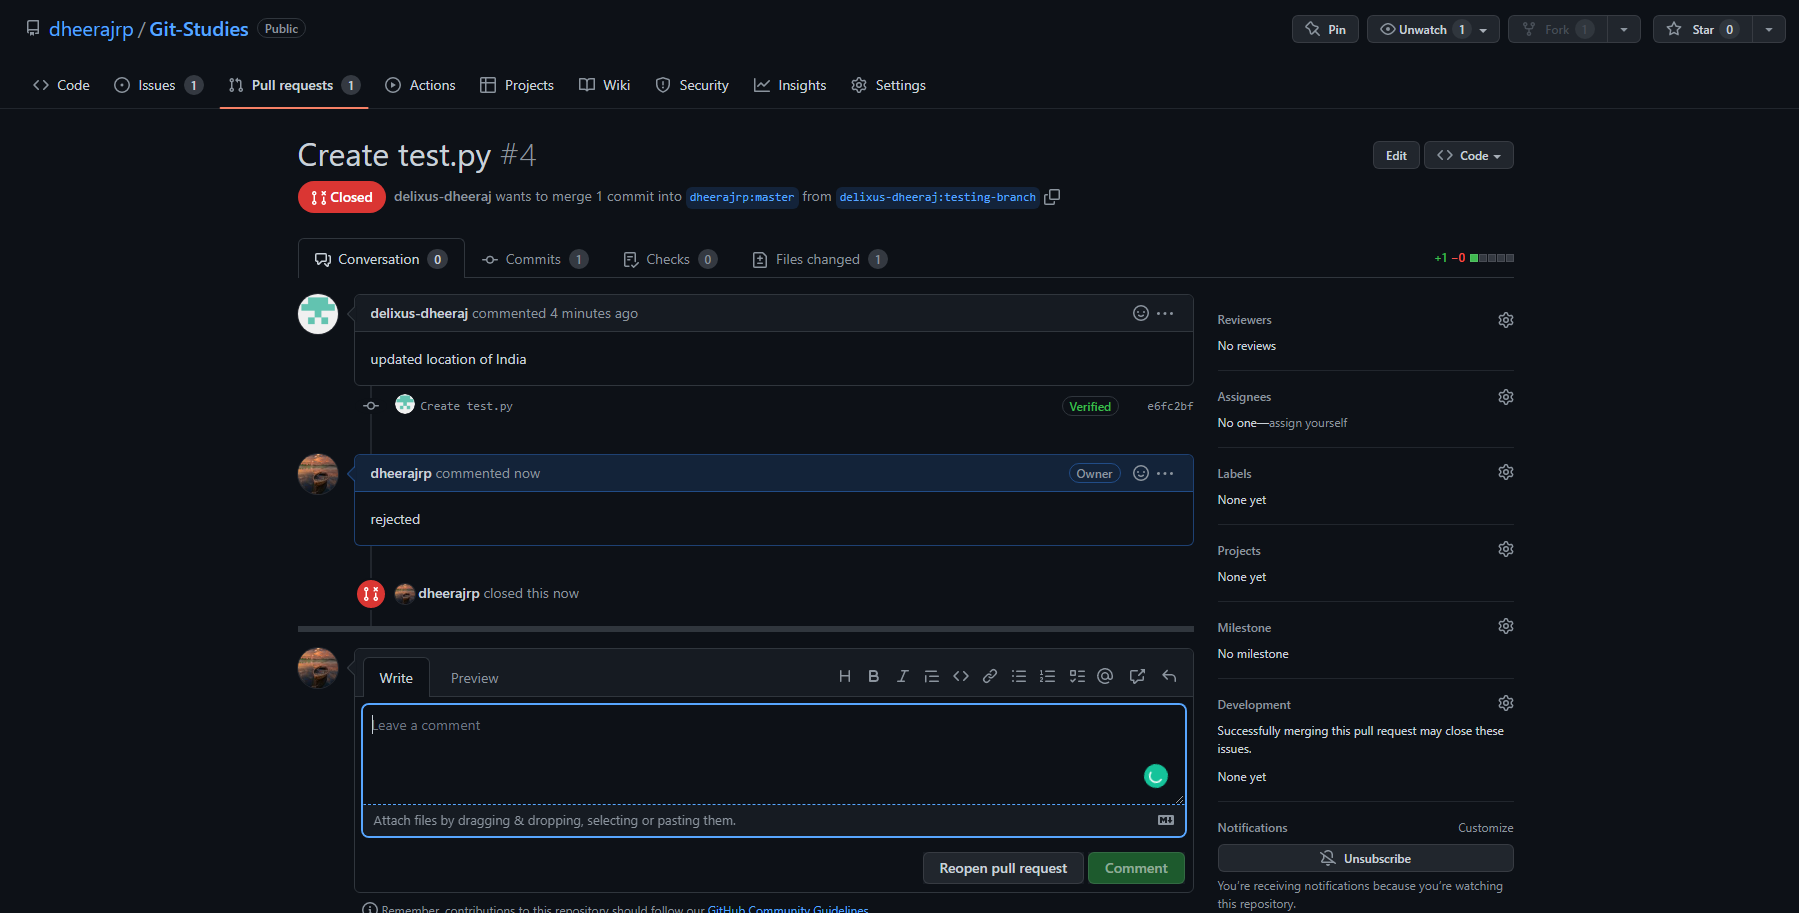 dheerajrp / Git-Studies Public
Pin
Unwatch 1
Fork 1
Star 0
Code
Issues 1
Pull requests 1
Actions
Projects
Wiki
Security
Insights
Settings
Create test.py #4
Edit
Code
Closed
delixus-dheeraj wants to merge 1 commit into dheerajrp:master from delixus-dheeraj:testing-branch
Conversation 0
Commits 1
Checks 0
Files changed 1
+1 −0
delixus-dheeraj commented 4 minutes ago
updated location of India
Create test.py
Verified
e6fc2bf
dheerajrp commented now
Owner
rejected
dheerajrp closed this now
Write
Preview
H B I
Leave a comment
Attach files by dragging & dropping, selecting or pasting them.
Reopen pull request
Comment
Remember, contributions to this repository should follow our GitHub Community Guidelines.
Reviewers
No reviews
Assignees
No one—assign yourself
Labels
None yet
Projects
None yet
Milestone
No milestone
Development
Successfully merging this pull request may close these
issues.
None yet
Notifications
Customize
Unsubscribe
You're receiving notifications because you're watching
this repository.